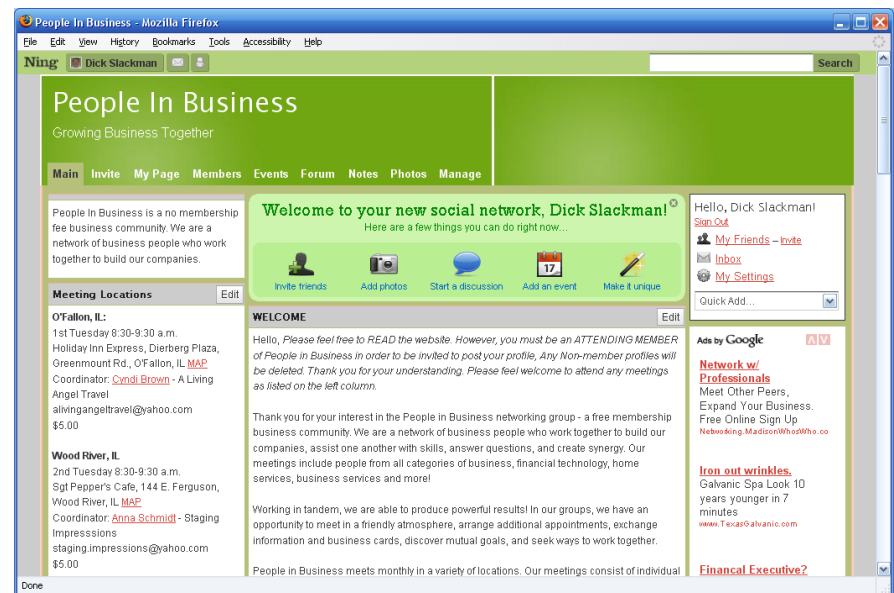 People In Business - Mozilla Firefox
File Edit View History Bookmarks Tools Accessibility Help
Ning Dick Slackman Search
People In Business
Growing Business Together
Main Invite My Page Members Events Forum Notes Photos Manage
People In Business is a no membership
fee business community. We are a
network of business people who work
together to build our companies.
Meeting Locations Edit
O'Fallon, IL:
1st Tuesday 8:30-9:30 a.m.
Holiday Inn Express, Dierberg Plaza,
Greenmount Rd., O'Fallon, IL MAP
Coordinator: Cyndi Brown - A Living
Angel Travel
alivingangeltravel@yahoo.com
$5.00
Wood River, IL
2nd Tuesday 8:30-9:30 a.m.
Sgt Pepper's Cafe, 144 E. Ferguson,
Wood River, IL MAP
Coordinator: Anna Schmidt - Staging
Impresssions
staging.impressions@yahoo.com
$5.00
Welcome to your new social network, Dick Slackman!
Here are a few things you can do right now...
17
Invite friends Add photos Start a discussion Add an event Make it unique
WELCOME Edit
Hello, Please feel free to READ the website. However, you must be an ATTENDING MEMBER
of People in Business in order to be invited to post your profile, Any Non-member profiles will
be deleted. Thank you for your understanding. Please feel welcome to attend any meetings
as listed on the left column.
Thank you for your interest in the People in Business networking group - a free membership
business community. We are a network of business people who work together to build our
companies, assist one another with skills, answer questions, and create synergy. Our
meetings include people from all categories of business, financial technology, home
services, business services and more!
Working in tandem, we are able to produce powerful results! In our groups, we have an
opportunity to meet in a friendly atmosphere, arrange additional appointments, exchange
information and business cards, discover mutual goals, and seek ways to work together.
People in Business meets monthly in a variety of locations. Our meetings consist of individual
Hello, Dick Slackman!
Sign Out
My Friends – Invite
Inbox
My Settings
Quick Add...
Ads by Google
Network w/
Professionals
Meet Other Peers,
Expand Your Business.
Free Online Sign Up
Networking.MadisonWhosWho.co
Iron out wrinkles.
Galvanic Spa Look 10
years younger in 7
minutes
www.TexasGalvanic.com
Financal Executive?
Done